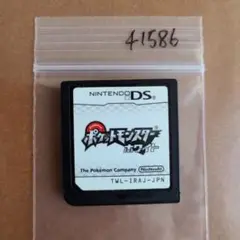 41586
NINTENDO DS
ポケットモンスター
ホワイト
The Pokémon Company Nintendo
TWL-IRAJ-JPN